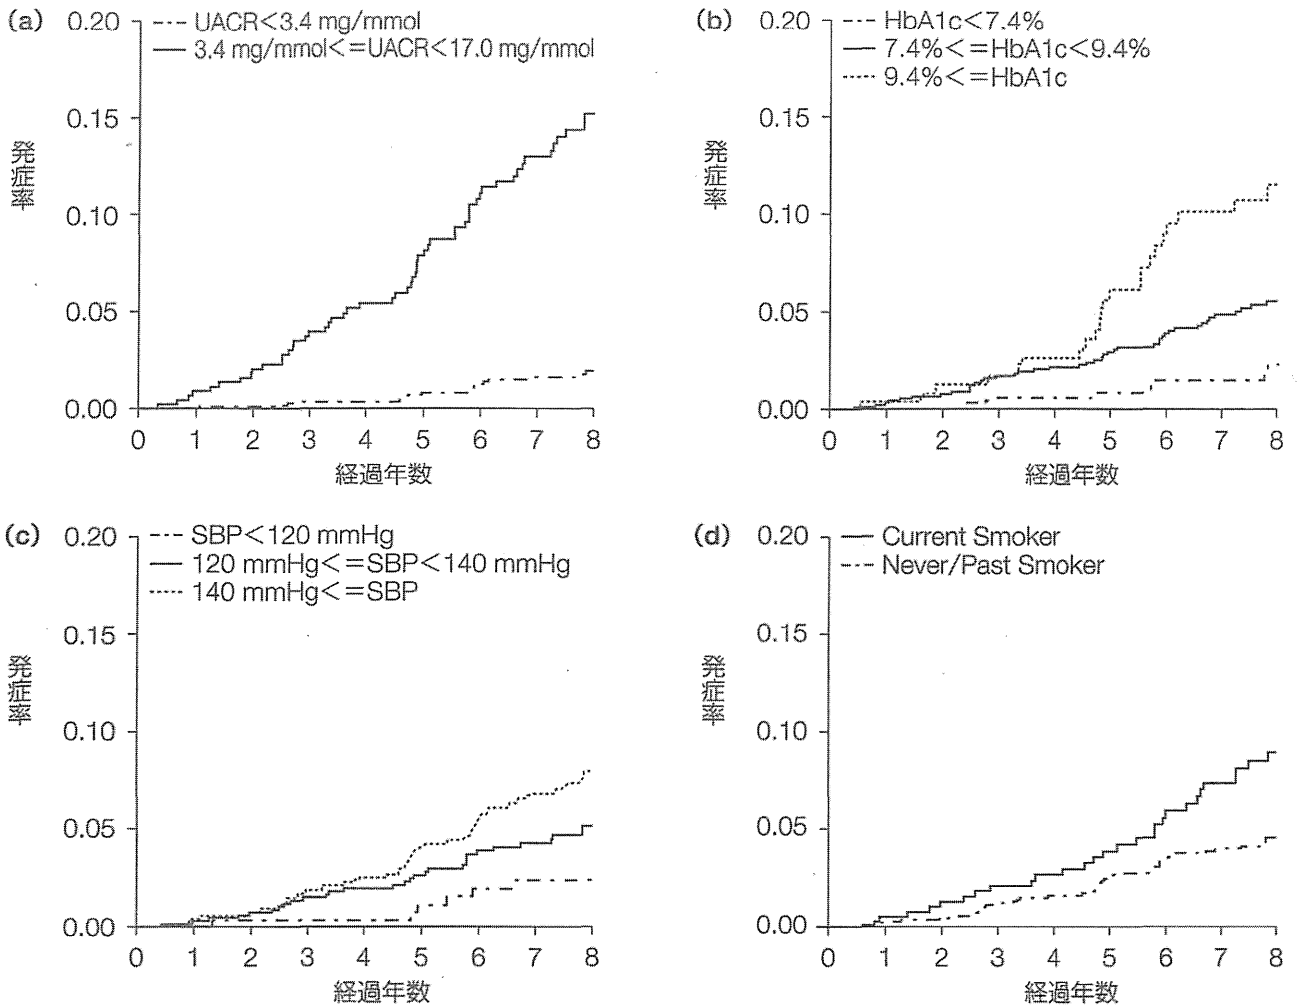 (a)
0.20
UACR<3.4 mg/mmol
3.4 mg/mmol<=UACR<17.0 mg/mmol
0.15
発症率
0.10
0.05
0.00
0 1 2 3 4 5 6 7 8
経過年数
(b)
0.20
HbA1c<7.4%
7.4%<=HbA1c<9.4%
9.4%<=HbA1c
0.15
発症率
0.10
0.05
0.00
0 1 2 3 4 5 6 7 8
経過年数
(c)
0.20
SBP<120 mmHg
120 mmHg<=SBP<140 mmHg
140 mmHg<=SBP
0.15
発症率
0.10
0.05
0.00
0 1 2 3 4 5 6 7 8
経過年数
(d)
0.20
Current Smoker
Never/Past Smoker
0.15
発症率
0.10
0.05
0.00
0 1 2 3 4 5 6 7 8
経過年数